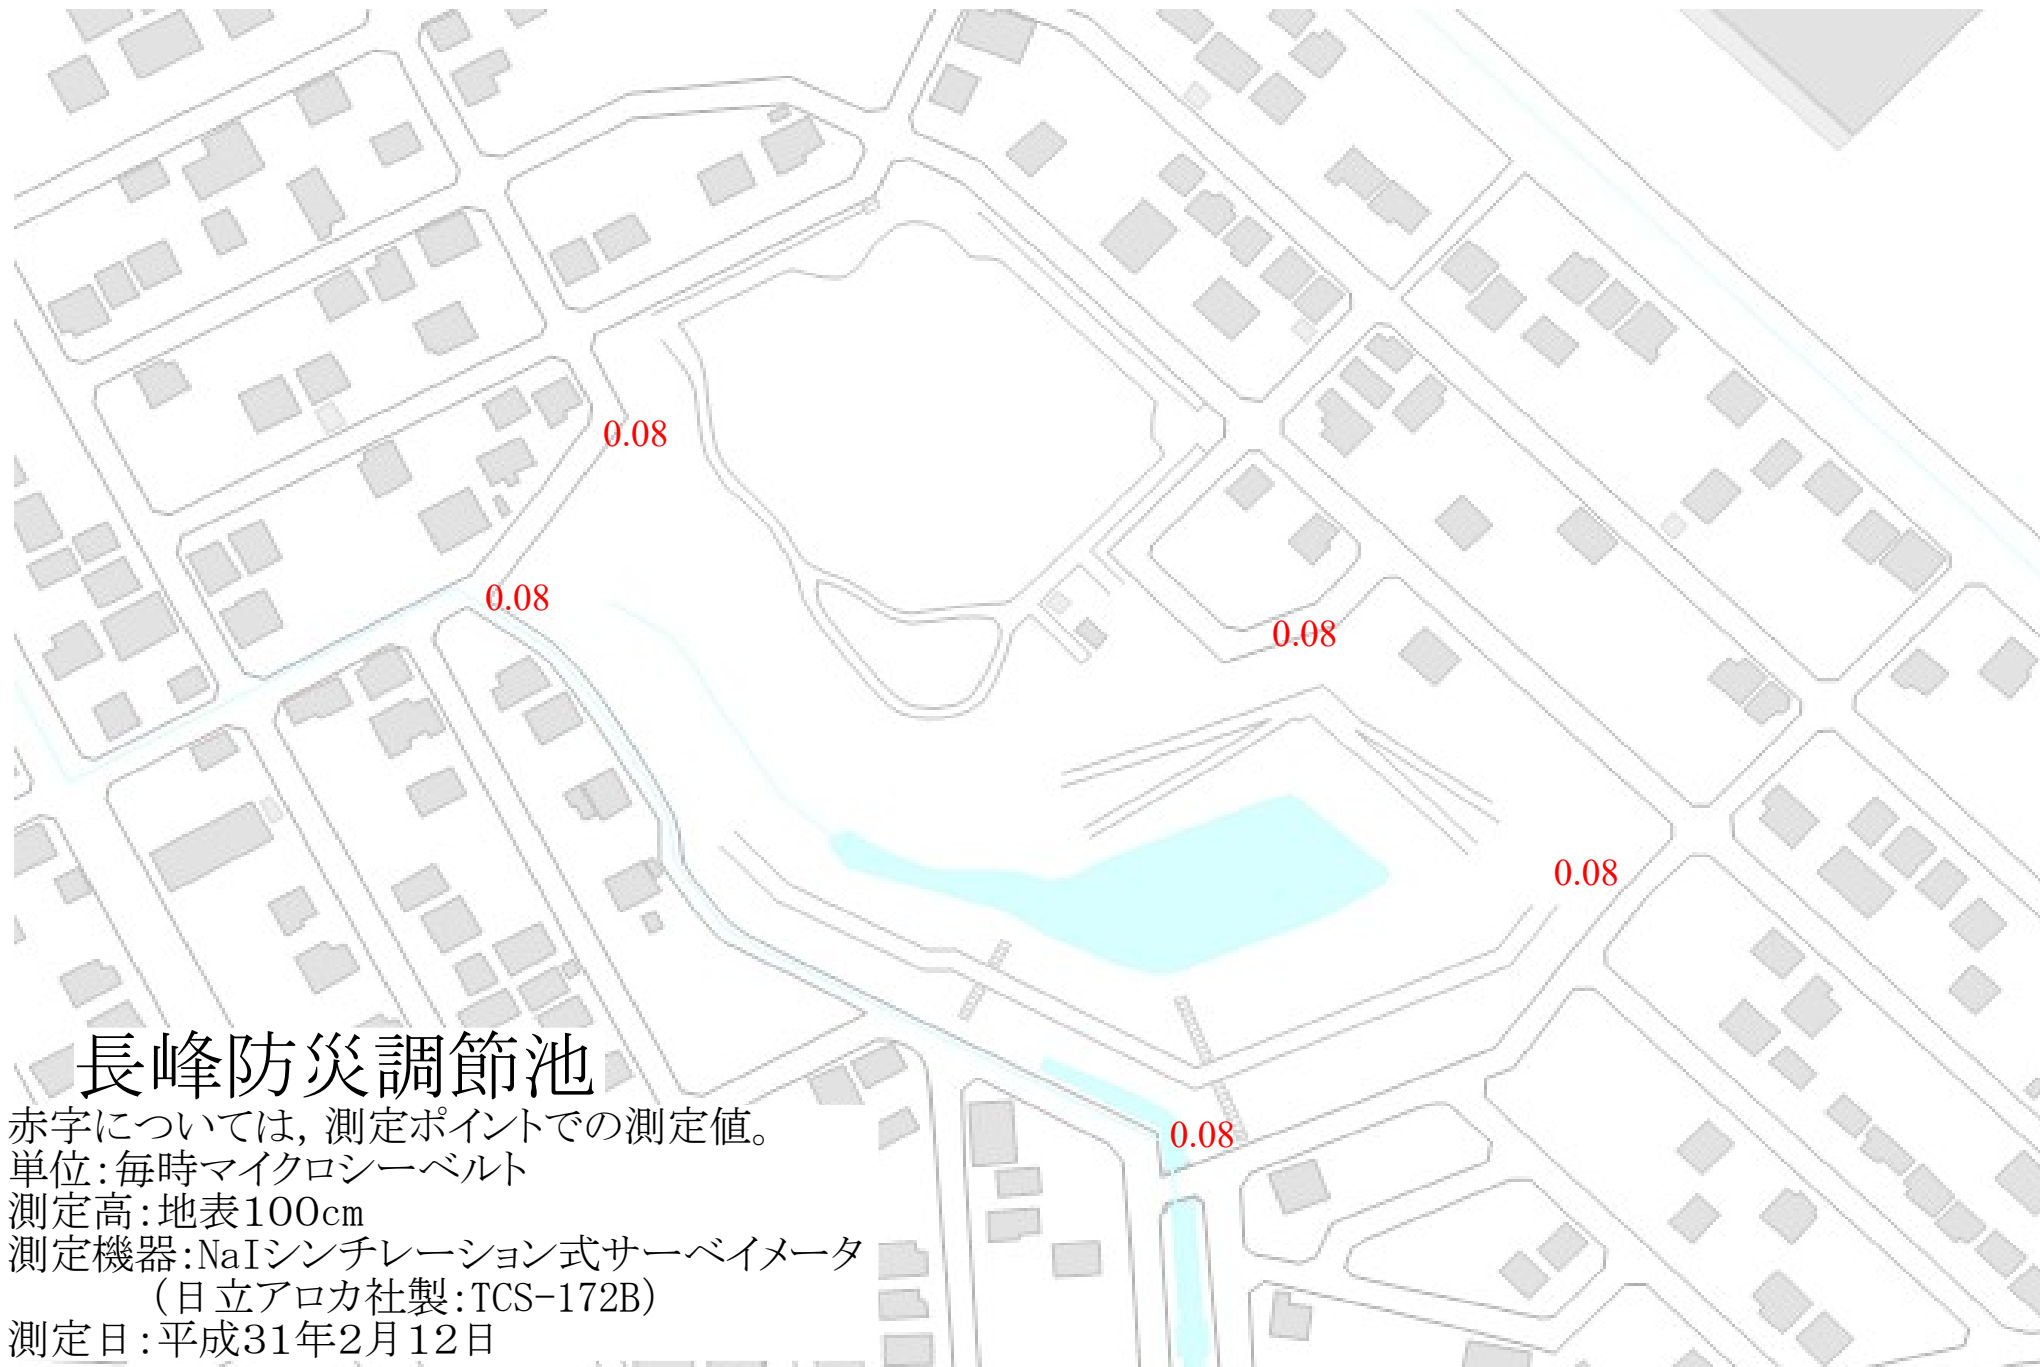 0.08
0.08
0.08
0.08
0.08
長峰防災調節池
赤字については, 測定ポイントでの測定値。
単位:毎時マイクロシーベルト
測定高:地表100cm
測定機器:NaIシンチレーション式サーベイメータ
(日立アロカ社製:TCS-172B)
測定日:平成31年2月12日